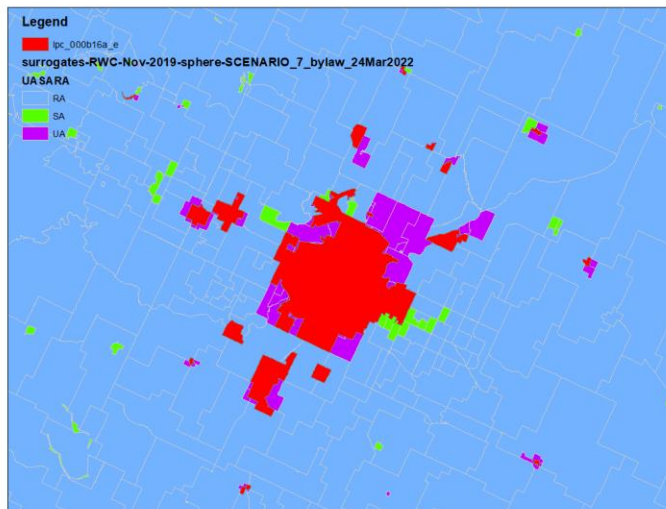 Legend
lpc_000b16a_e
surrogates-RWC-Nov-2019-sphere-SCENARIO_7_bylaw_24Mar2022
UASARA
RA
SA
UA